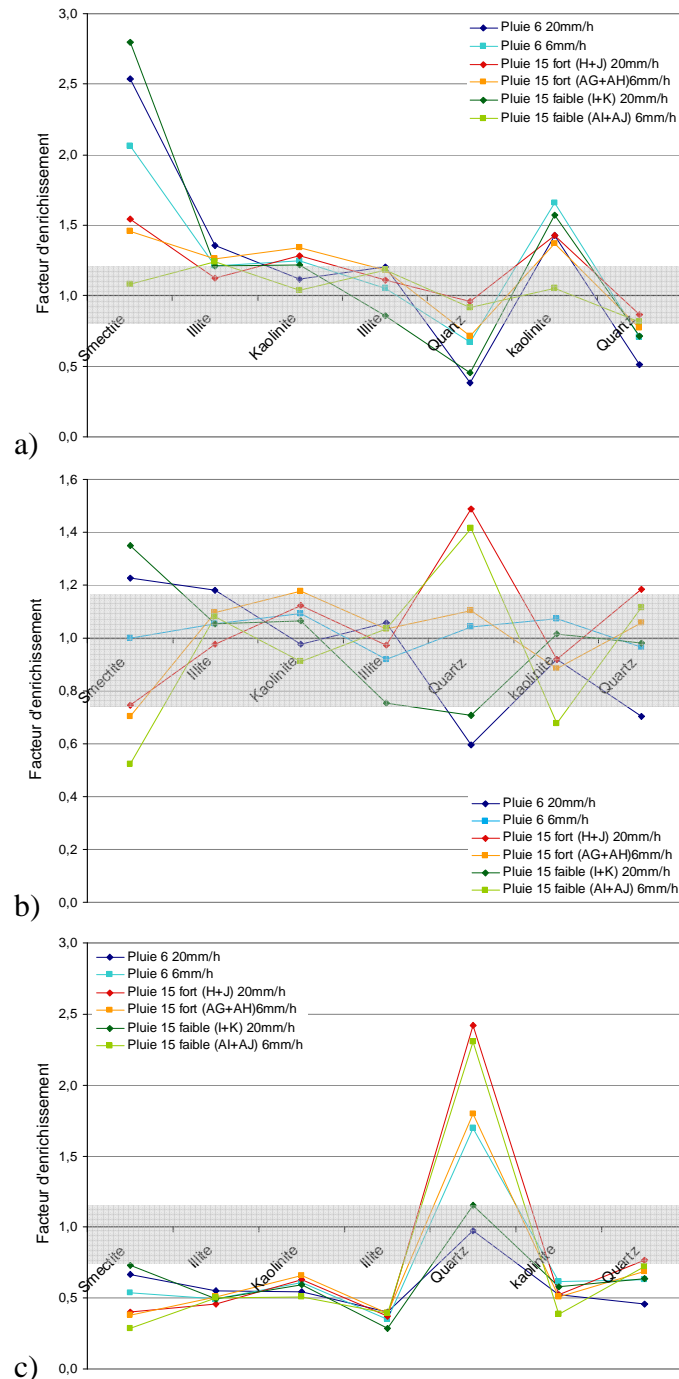 3,0
2,5
2,0
1,5
1,0
0,5
0,0
Facteur d'enrichissement
Pluie 6 20mm/h
Pluie 6 6mm/h
Pluie 15 fort (H+J) 20mm/h
Pluie 15 fort (AG+AH)6mm/h
Pluie 15 faible (I+K) 20mm/h
Pluie 15 faible (AI+AJ) 6mm/h
Smectite
Illite
Kaolinite
Illite
Quartz
kaolinite
Quartz
a)
1,6
1,4
1,2
1,0
0,8
0,6
0,4
0,2
0,0
Facteur d'enrichissement
Smectite
Illite
Kaolinite
Illite
Quartz
kaolinite
Quartz
Pluie 6 20mm/h
Pluie 6 6mm/h
Pluie 15 fort (H+J) 20mm/h
Pluie 15 fort (AG+AH)6mm/h
Pluie 15 faible (I+K) 20mm/h
Pluie 15 faible (AI+AJ) 6mm/h
b)
3,0
2,5
2,0
1,5
1,0
0,5
0,0
Facteur d'enrichissement
Pluie 6 20mm/h
Pluie 6 6mm/h
Pluie 15 fort (H+J) 20mm/h
Pluie 15 fort (AG+AH)6mm/h
Pluie 15 faible (I+K) 20mm/h
Pluie 15 faible (AI+AJ) 6mm/h
Smectite
Illite
Kaolinite
Illite
Quartz
kaolinite
Quartz
c)